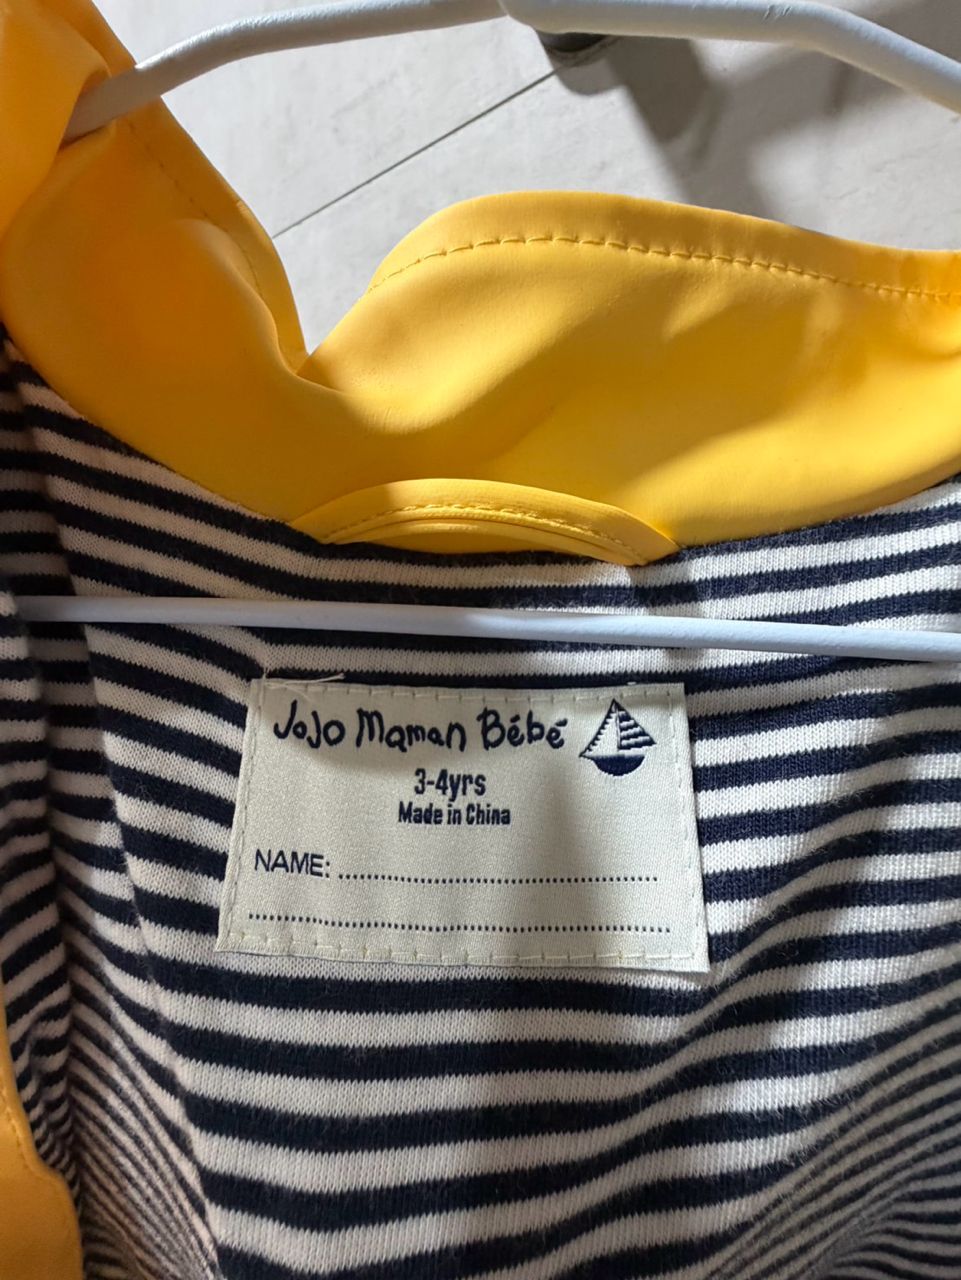 JoJo Maman Bébé
3-4yrs
Made in China
NAME: